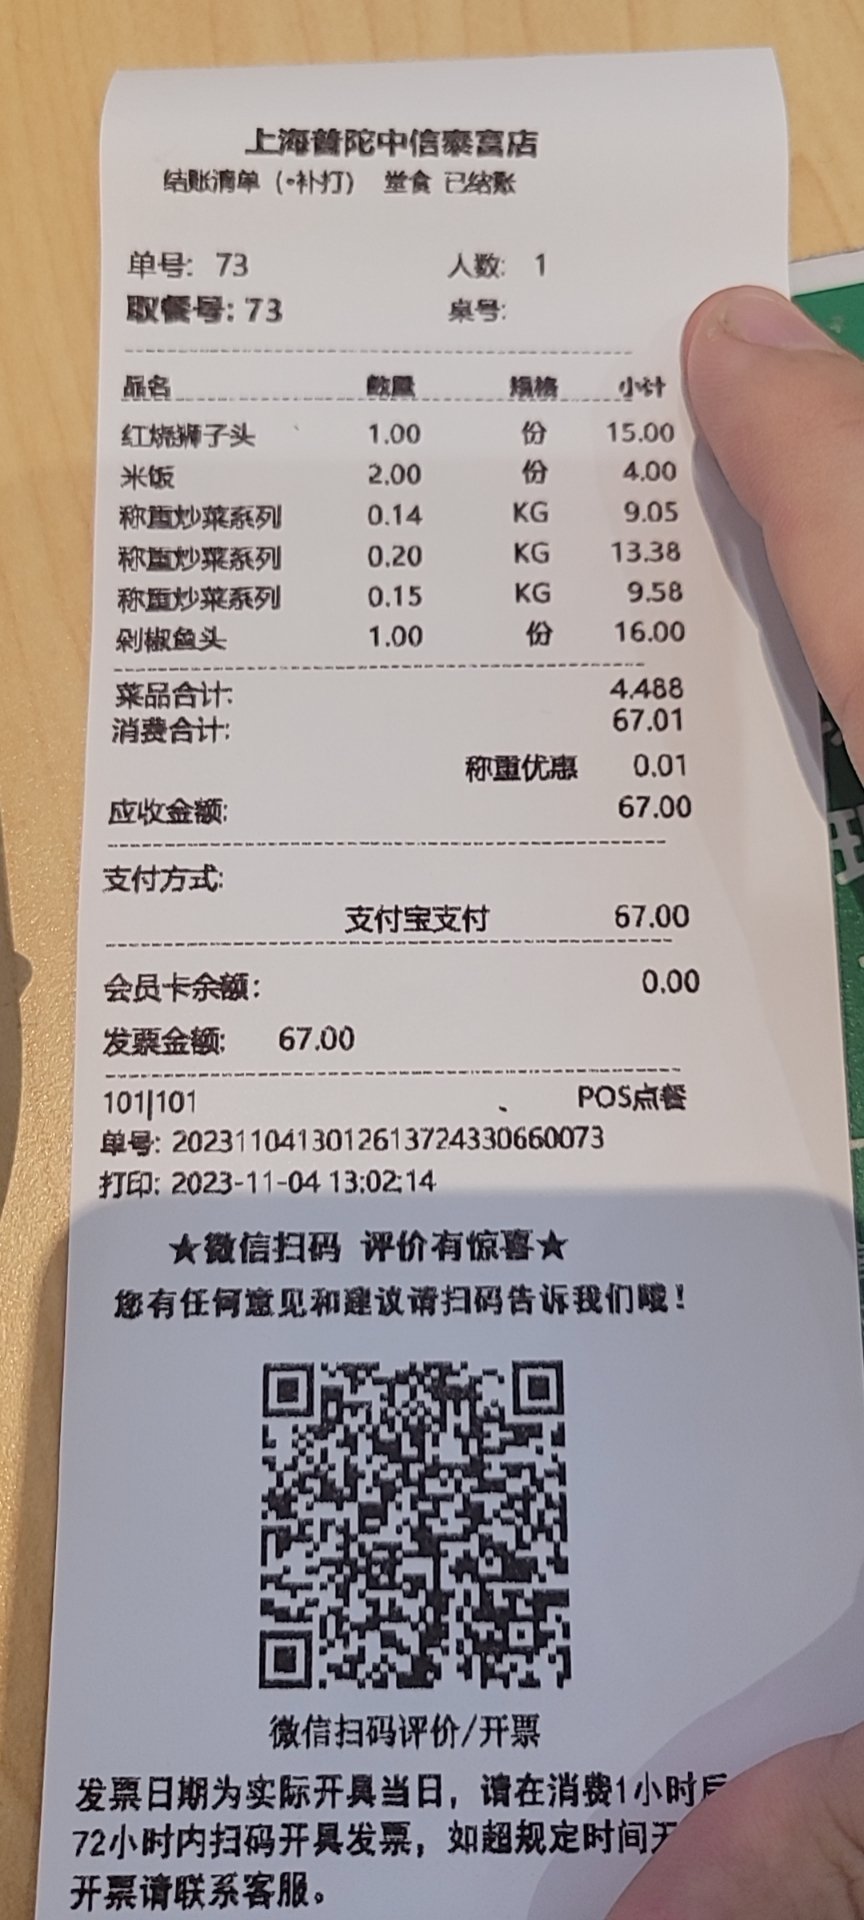 上海普陀中信泰富店
结账清单（•补打） 堂食 已结账
单号: 73 人数: 1
取餐号: 73 桌号:
品名 数量 规格 小计
红烧狮子头 1.00 份 15.00
米饭 2.00 份 4.00
称重炒菜系列 0.14 KG 9.05
称重炒菜系列 0.20 KG 13.38
称重炒菜系列 0.15 KG 9.58
剁椒鱼头 1.00 份 16.00
菜品合计: 4.488
消费合计: 67.01
称重优惠 0.01
应收金额: 67.00
支付方式:
支付宝支付 67.00
会员卡余额: 0.00
发票金额: 67.00
101|101 POS点餐
单号: 20231104130126137243306​60073
打印: 2023-11-04 13:02:14
★微信扫码 评价有惊喜★
您有任何意见和建议请扫码告诉我们哦!
微信扫码评价/开票
发票日期为实际开具当日，请在消费1小时后
72小时内扫码开具发票，如超规定时间无
开票请联系客服。